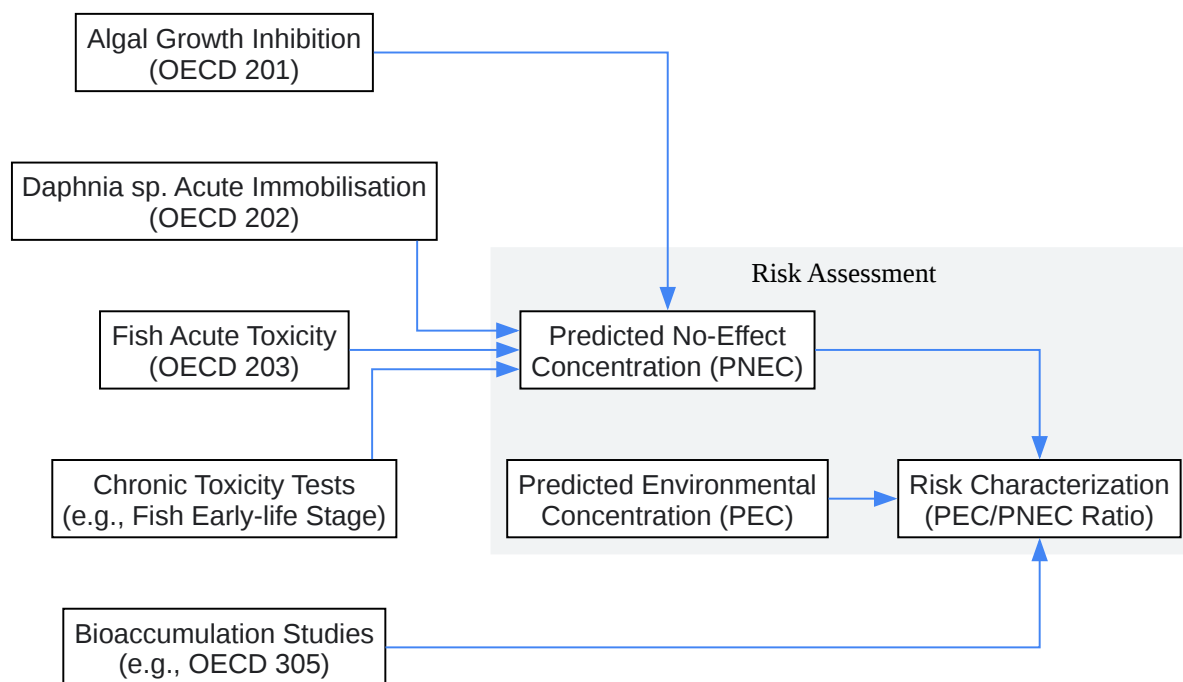 Algal Growth Inhibition
(OECD 201)
Daphnia sp. Acute Immobilisation
(OECD 202)
Risk Assessment
Fish Acute Toxicity
(OECD 203)
Predicted No-Effect
Concentration (PNEC)
Chronic Toxicity Tests
(e.g., Fish Early-life Stage)
Predicted Environmental
Concentration (PEC)
Risk Characterization
(PEC/PNEC Ratio)
Bioaccumulation Studies
(e.g., OECD 305)